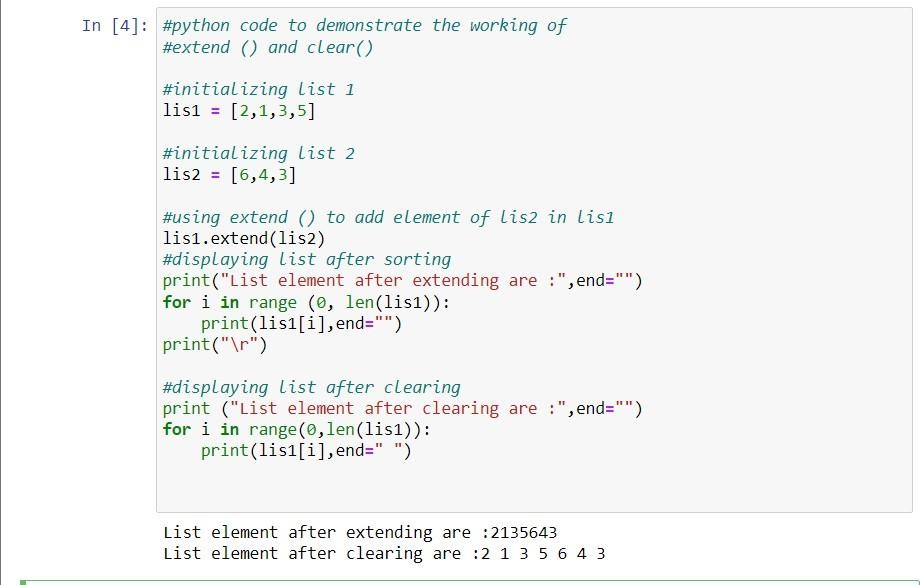 In [4]: #python code to demonstrate the working of
#extend () and clear()
#initializing list 1
lis1 = [2,1,3,5]
#initializing list 2
lis2 = [6,4,3]
#using extend () to add element of lis2 in lis1
lis1.extend(lis2)
#displaying list after sorting
print("List element after extending are :",end="")
for i in range (0, len(lis1)):
    print(lis1[i],end="")
print("\r")
#displaying list after clearing
print ("List element after clearing are :",end="")
for i in range(0,len(lis1)):
    print(lis1[i],end=" ")
List element after extending are :2135643
List element after clearing are :2 1 3 5 6 4 3